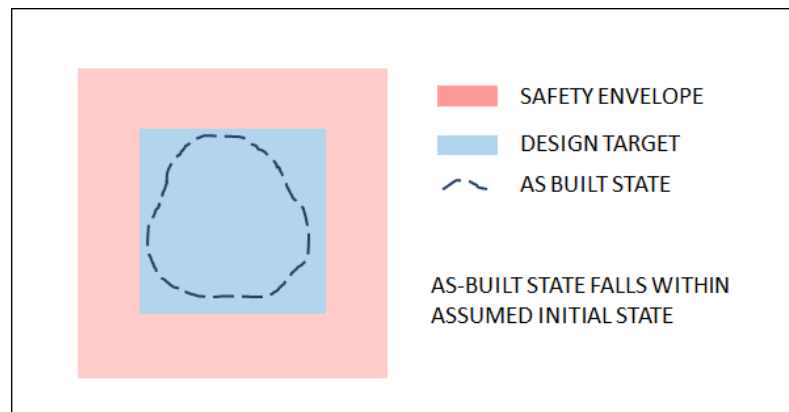 SAFETY ENVELOPE
DESIGN TARGET
AS BUILT STATE
AS-BUILT STATE FALLS WITHIN
ASSUMED INITIAL STATE